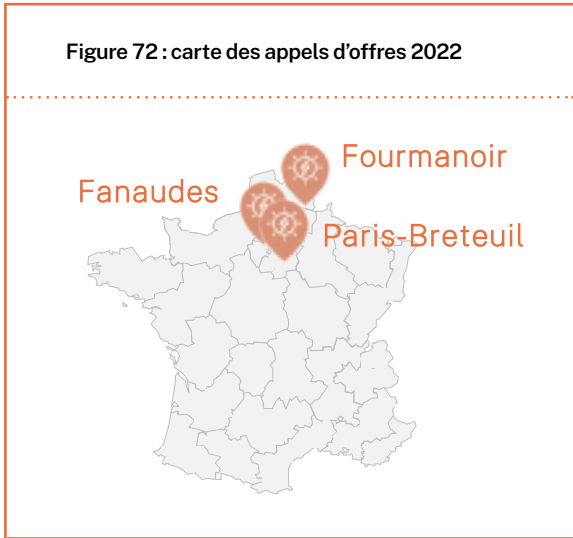 Figure 72 : carte des appels d’offres 2022
Fourmanoir
Fanaudes
Paris-Breteuil